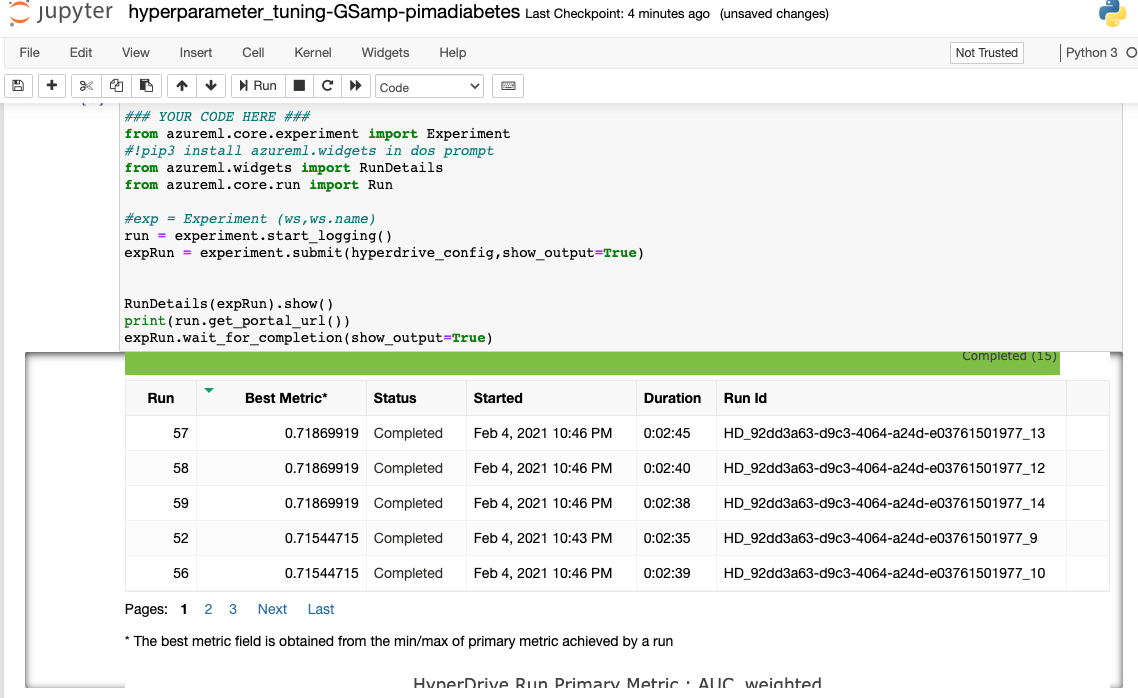 jupyter hyperparameter_tuning-GSamp-pimadiabetes Last Checkpoint: 4 minutes ago (unsaved changes)
File Edit View Insert Cell Kernel Widgets Help Not Trusted Python 3
Run Code
### YOUR CODE HERE ###
from azureml.core.experiment import Experiment
#!pip3 install azureml.widgets in dos prompt
from azureml.widgets import RunDetails
from azureml.core.run import Run
#exp = Experiment (ws,ws.name)
run = experiment.start_logging()
expRun = experiment.submit(hyperdrive_config,show_output=True)
RunDetails(expRun).show()
print(run.get_portal_url())
expRun.wait_for_completion(show_output=True)
Completed (15)
Run Best Metric* Status Started Duration Run Id
57 0.71869919 Completed Feb 4, 2021 10:46 PM 0:02:45 HD_92dd3a63-d9c3-4064-a24d-e03761501977_13
58 0.71869919 Completed Feb 4, 2021 10:46 PM 0:02:40 HD_92dd3a63-d9c3-4064-a24d-e03761501977_12
59 0.71869919 Completed Feb 4, 2021 10:46 PM 0:02:38 HD_92dd3a63-d9c3-4064-a24d-e03761501977_14
52 0.71544715 Completed Feb 4, 2021 10:43 PM 0:02:35 HD_92dd3a63-d9c3-4064-a24d-e03761501977_9
56 0.71544715 Completed Feb 4, 2021 10:46 PM 0:02:39 HD_92dd3a63-d9c3-4064-a24d-e03761501977_10
Pages: 1 2 3 Next Last
* The best metric field is obtained from the min/max of primary metric achieved by a run
HyperDrive Run Primary Metric : AUC_weighted